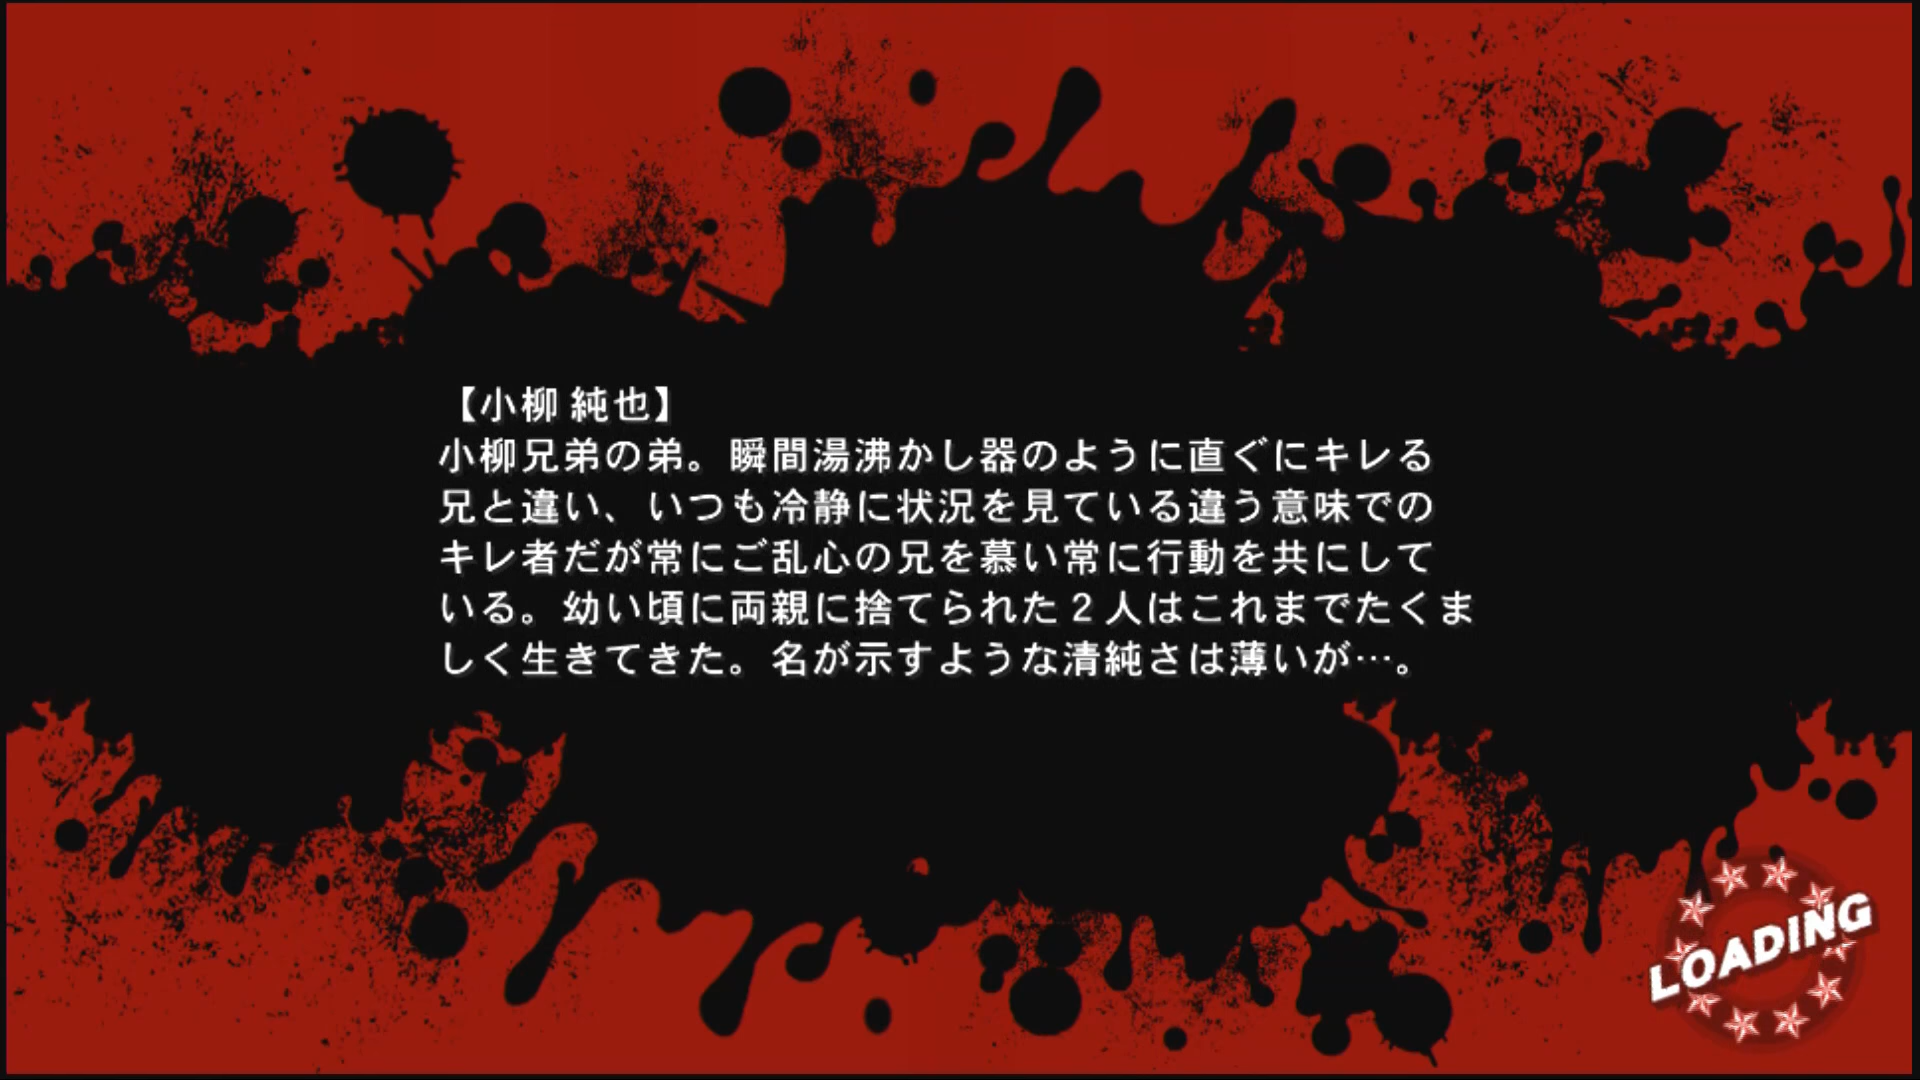 【小柳 純也】
小柳兄弟の弟。瞬間湯沸かし器のように直ぐにキレる
兄と違い、いつも冷静に状況を見ている違う意味での
キレ者だが常にご乱心の兄を慕い常に行動を共にして
いる。幼い頃に両親に捨てられた２人はこれまでたくま
しく生きてきた。名が示すような清純さは薄いが…。
LOADING